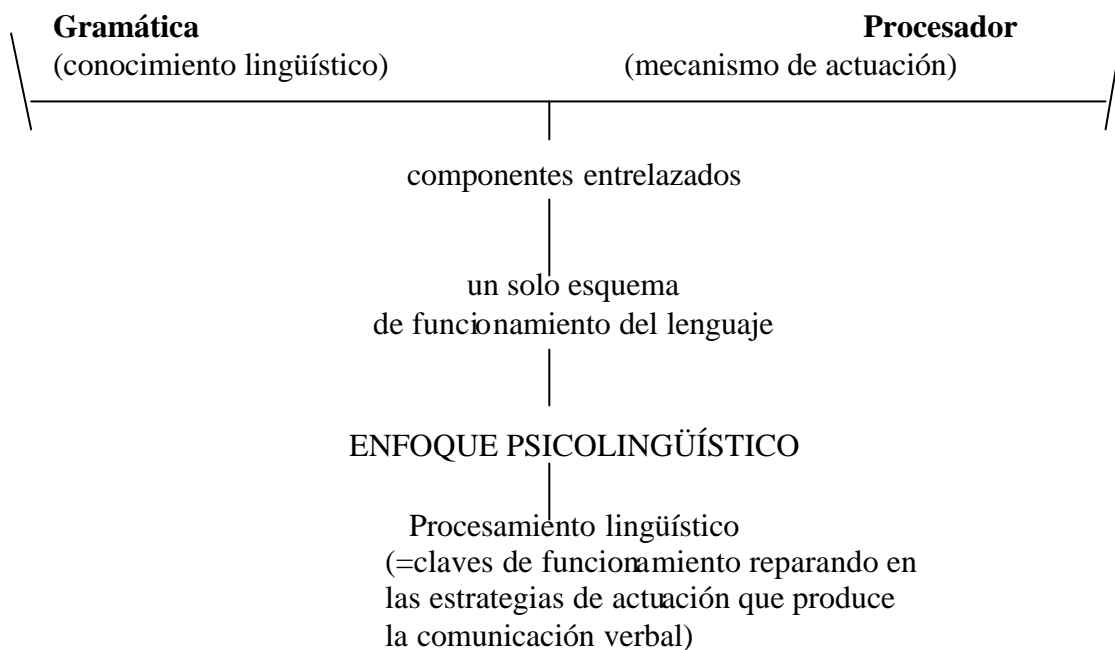 Gramática Procesador
(conocimiento lingüístico) (mecanismo de actuación)
componentes entrelazados
un solo esquema
de funcionamiento del lenguaje
ENFOQUE PSICOLINGÜÍSTICO
Procesamiento lingüístico
(=claves de funcionamiento reparando en
las estrategias de actuación que produce
la comunicación verbal)